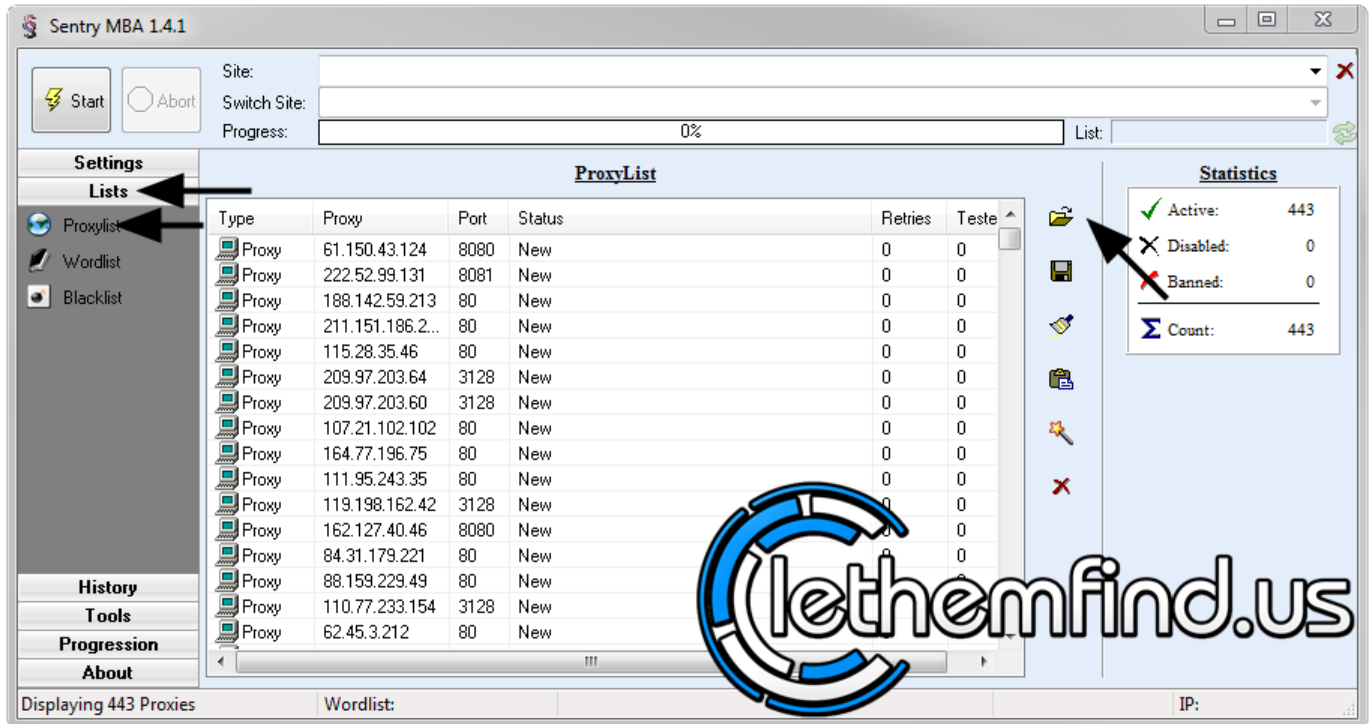 Sentry MBA 1.4.1
Start
Abort
Site:
Switch Site:
Progress: 0% List:
Settings
Lists
Proxylist
Wordlist
Blacklist
History
Tools
Progression
About
ProxyList
Type Proxy Port Status Retries Teste
Proxy 61.150.43.124 8080 New 0 0
Proxy 222.52.99.131 8081 New 0 0
Proxy 188.142.59.213 80 New 0 0
Proxy 211.151.186.2... 80 New 0 0
Proxy 115.28.35.46 80 New 0 0
Proxy 209.97.203.64 3128 New 0 0
Proxy 209.97.203.60 3128 New 0 0
Proxy 107.21.102.102 80 New 0 0
Proxy 164.77.196.75 80 New 0 0
Proxy 111.95.243.35 80 New 0 0
Proxy 119.198.162.42 3128 New 0 0
Proxy 162.127.40.46 8080 New 0 0
Proxy 84.31.179.221 80 New 0
Proxy 88.159.229.49 80 New
Proxy 110.77.233.154 3128 New
Proxy 62.45.3.212 80 New
Statistics
Active: 443
Disabled: 0
Banned: 0
Count: 443
lethemfind.us
Displaying 443 Proxies Wordlist: IP: